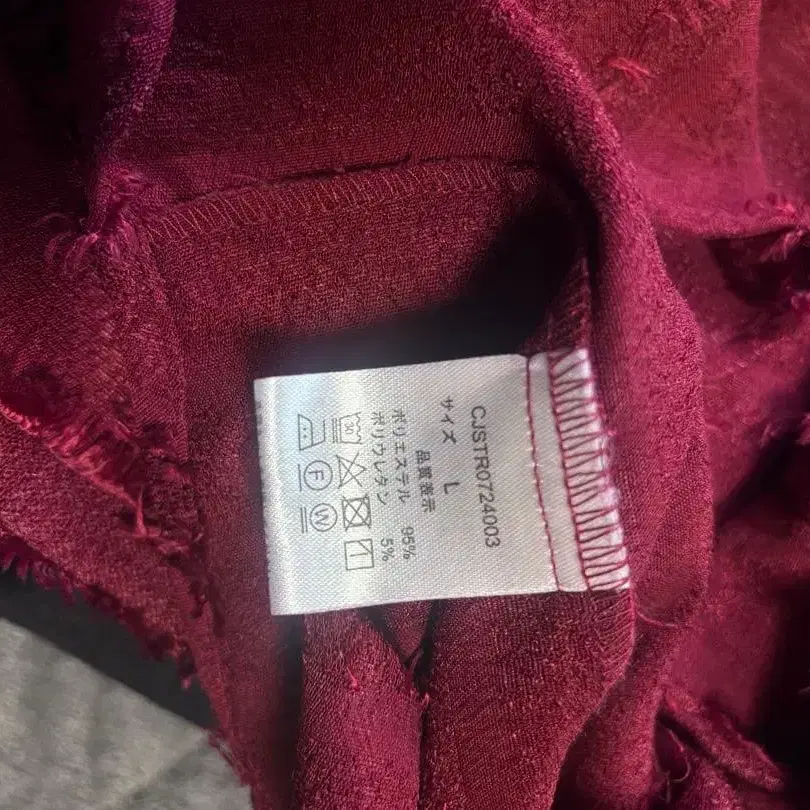 CJSTR0724003
サイズ L
品質表示
ポリエステル 95%
ポリウレタン 5%
F
W